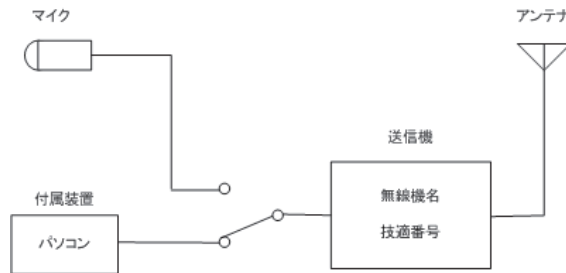 マイク
アンテナ
送信機
無線機名
技適番号
付属装置
パソコン